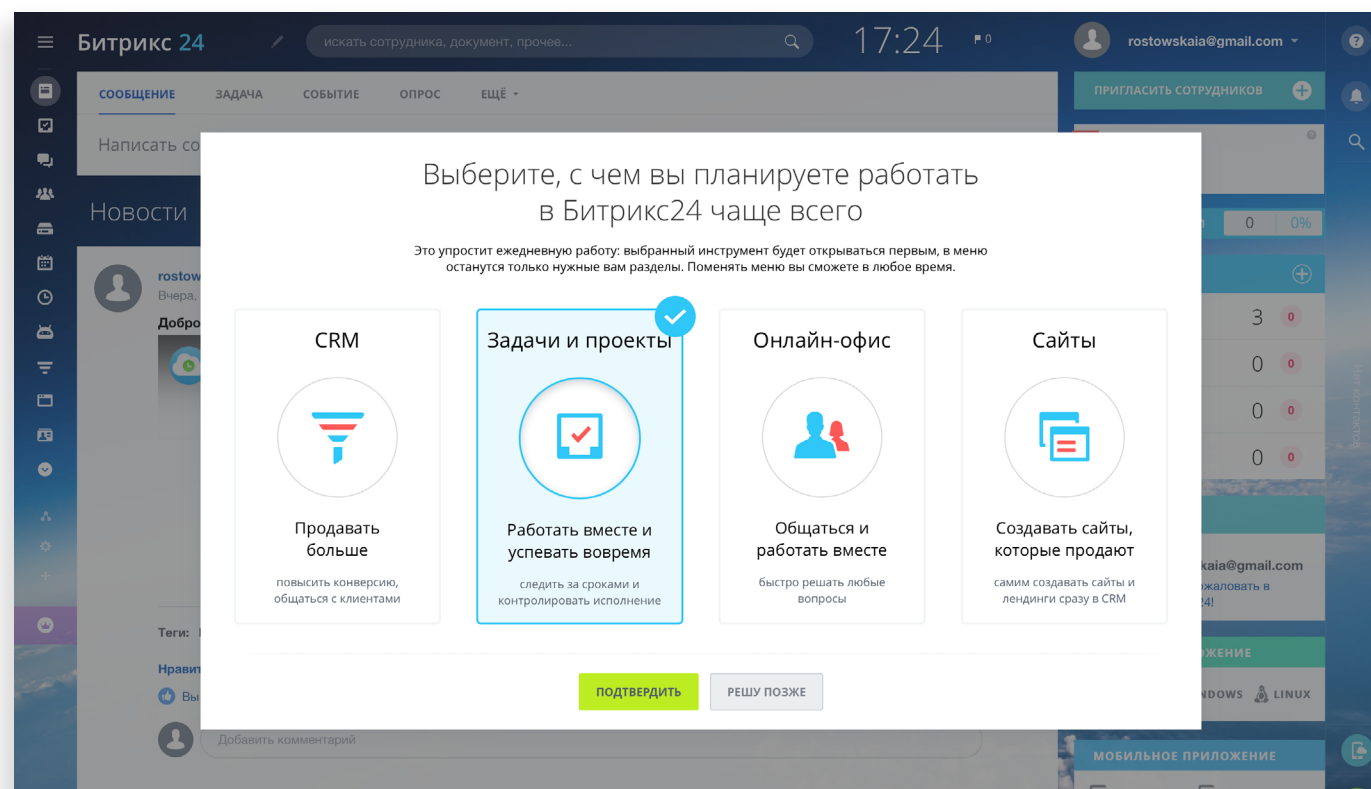 Битрикс 24
искать сотрудника, документ, прочее...
17:24
0
rostowskaia@gmail.com
СООБЩЕНИЕ ЗАДАЧА СОБЫТИЕ ОПРОС ЕЩЁ
ПРИГЛАСИТЬ СОТРУДНИКОВ
Написать со
Новости
0 0%
rostow
Вчера,
Добро
Выберите, с чем вы планируете работать
в Битрикс24 чаще всего
Это упростит ежедневную работу: выбранный инструмент будет открываться первым, в меню
останутся только нужные вам разделы. Поменять меню вы сможете в любое время.
CRM
Продавать
больше
повысить конверсию,
общаться с клиентами
Задачи и проекты
Работать вместе и
успевать вовремя
следить за сроками и
контролировать исполнение
Онлайн-офис
Общаться и
работать вместе
быстро решать любые
вопросы
Сайты
Создавать сайты,
которые продают
самим создавать сайты и
лендинги сразу в CRM
ПОДТВЕРДИТЬ РЕШУ ПОЗЖЕ
3 0
0 0
0 0
0 0
Нет контактов
kaia@gmail.com
жаловать в
24!
Теги:
Нравит
Вы
Добавить комментарий
ЖЕНИЕ
NDOWS LINUX
МОБИЛЬНОЕ ПРИЛОЖЕНИЕ